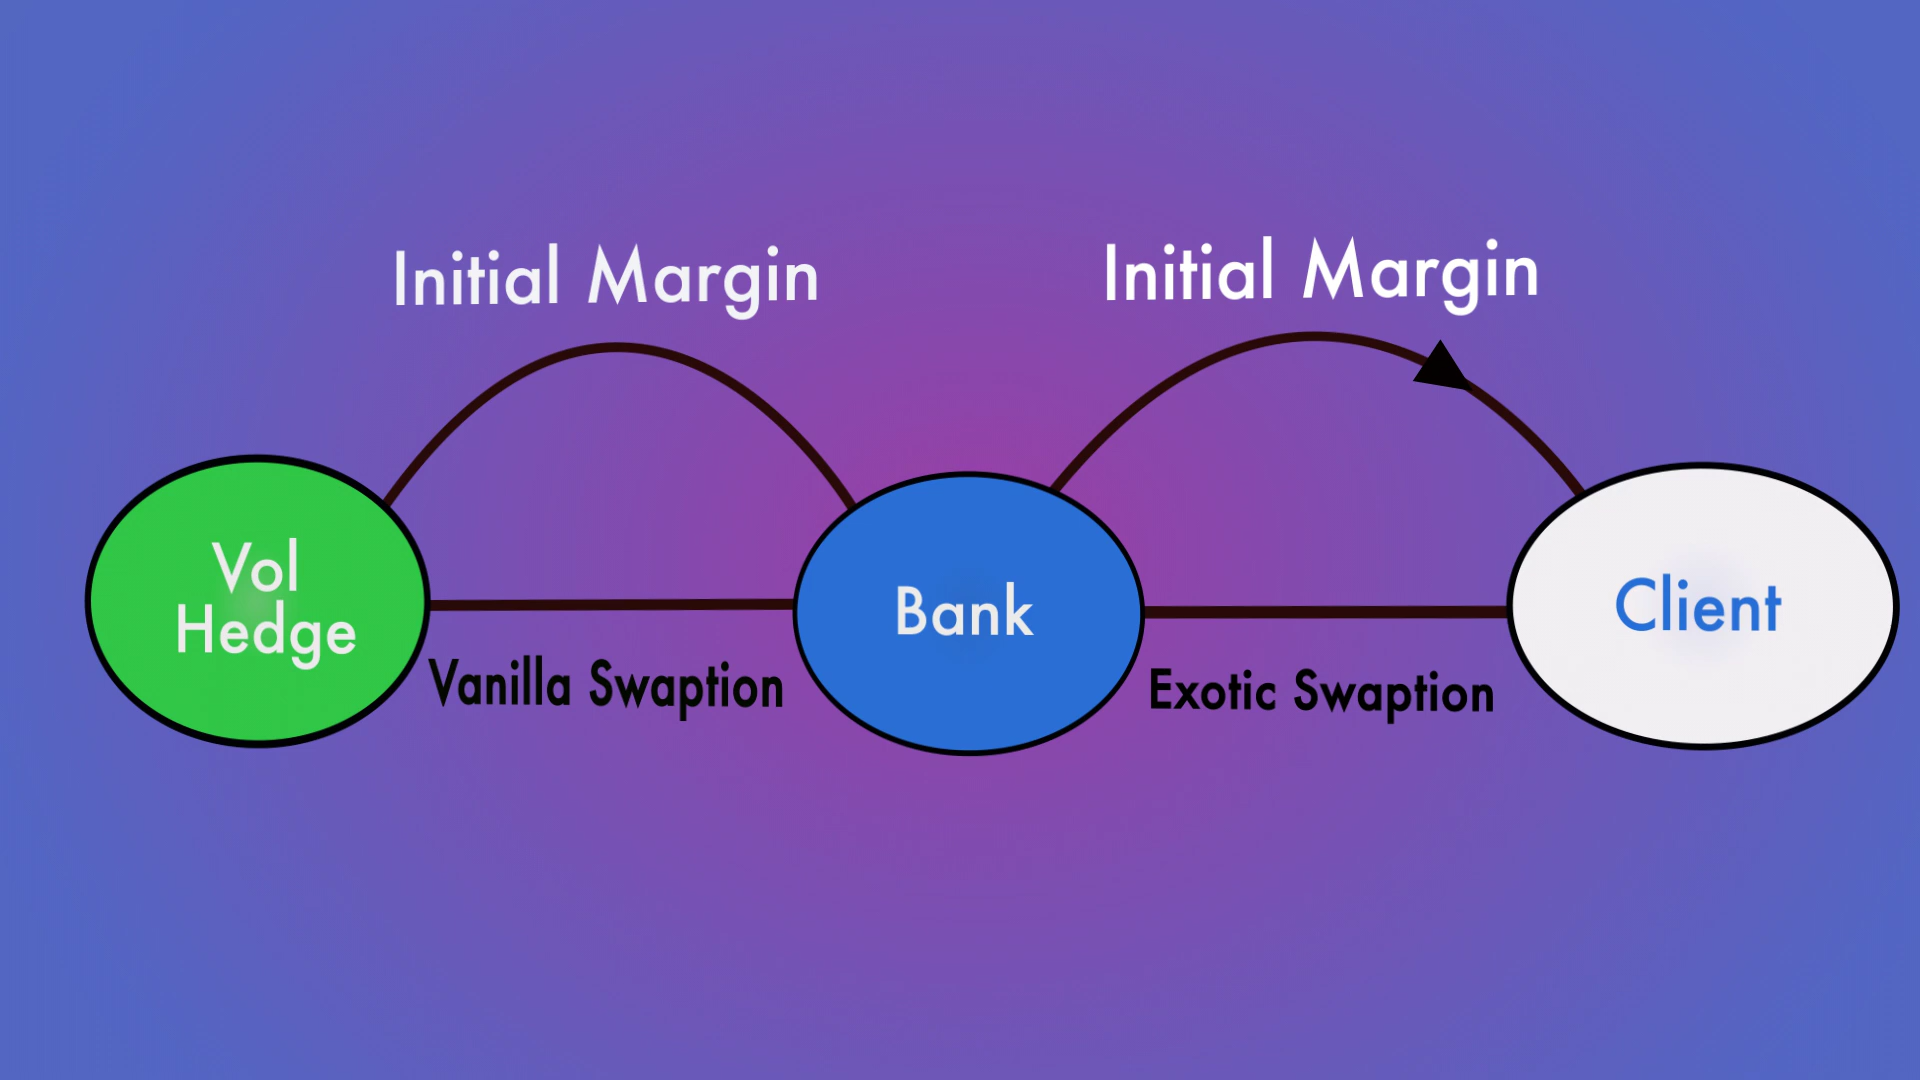 Initial Margin
Initial Margin
Vol
Hedge
Bank
Client
Vanilla Swaption
Exotic Swaption